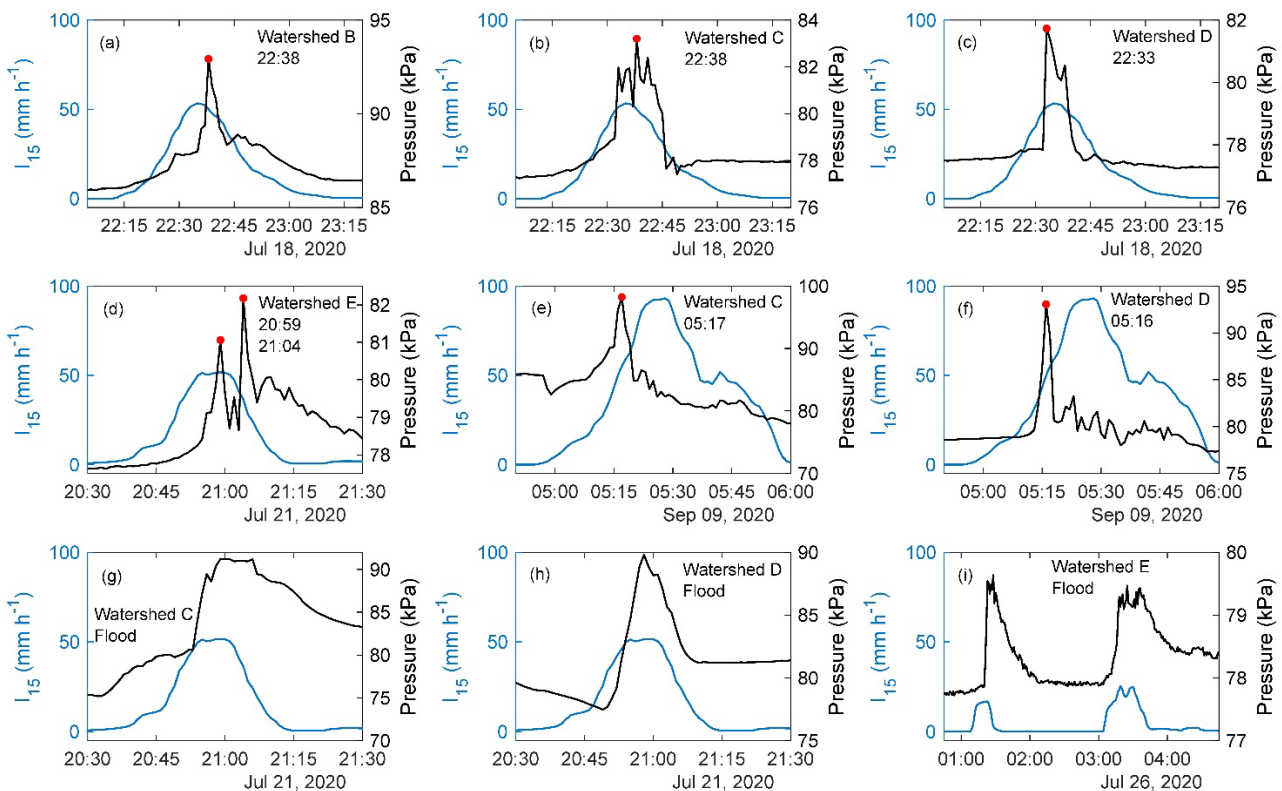 (a)
Watershed B
22:38
I15 (mm h-1)
100
50
0
95
90
85
Pressure (kPa)
22:15 22:30 22:45 23:00 23:15
Jul 18, 2020
(b)
Watershed C
22:38
I15 (mm h-1)
100
50
0
84
82
80
78
76
Pressure (kPa)
22:15 22:30 22:45 23:00 23:15
Jul 18, 2020
(c)
Watershed D
22:33
I15 (mm h-1)
100
50
0
82
80
78
76
Pressure (kPa)
22:15 22:30 22:45 23:00 23:15
Jul 18, 2020
(d)
Watershed E
20:59
21:04
I15 (mm h-1)
100
50
0
82
81
80
79
78
Pressure (kPa)
20:30 20:45 21:00 21:15 21:30
Jul 21, 2020
(e)
Watershed C
05:17
I15 (mm h-1)
100
50
0
100
90
80
70
Pressure (kPa)
05:00 05:15 05:30 05:45 06:00
Sep 09, 2020
(f)
Watershed D
05:16
I15 (mm h-1)
100
50
0
95
90
85
80
75
Pressure (kPa)
05:00 05:15 05:30 05:45 06:00
Sep 09, 2020
(g)
Watershed C
Flood
I15 (mm h-1)
100
50
0
90
85
80
75
70
Pressure (kPa)
20:30 20:45 21:00 21:15 21:30
Jul 21, 2020
(h)
Watershed D
Flood
I15 (mm h-1)
100
50
0
90
85
80
75
Pressure (kPa)
20:30 20:45 21:00 21:15 21:30
Jul 21, 2020
(i)
Watershed E
Flood
I15 (mm h-1)
100
50
0
80
79
78
77
Pressure (kPa)
01:00 02:00 03:00 04:00
Jul 26, 2020